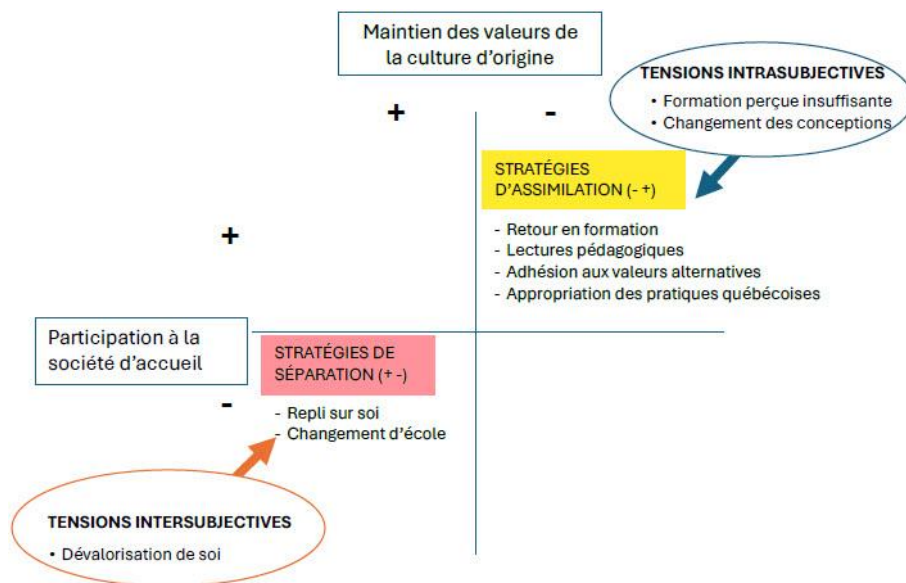 Maintien des valeurs de
la culture d'origine
TENSIONS INTRASUBJECTIVES
• Formation perçue insuffisante
• Changement des conceptions
+ -
STRATÉGIES
D'ASSIMILATION (- +)
+
- Retour en formation
- Lectures pédagogiques
- Adhésion aux valeurs alternatives
- Appropriation des pratiques québécoises
Participation à la
société d'accueil
STRATÉGIES DE
SÉPARATION (+ -)
-
- Repli sur soi
- Changement d'école
TENSIONS INTERSUBJECTIVES
• Dévalorisation de soi